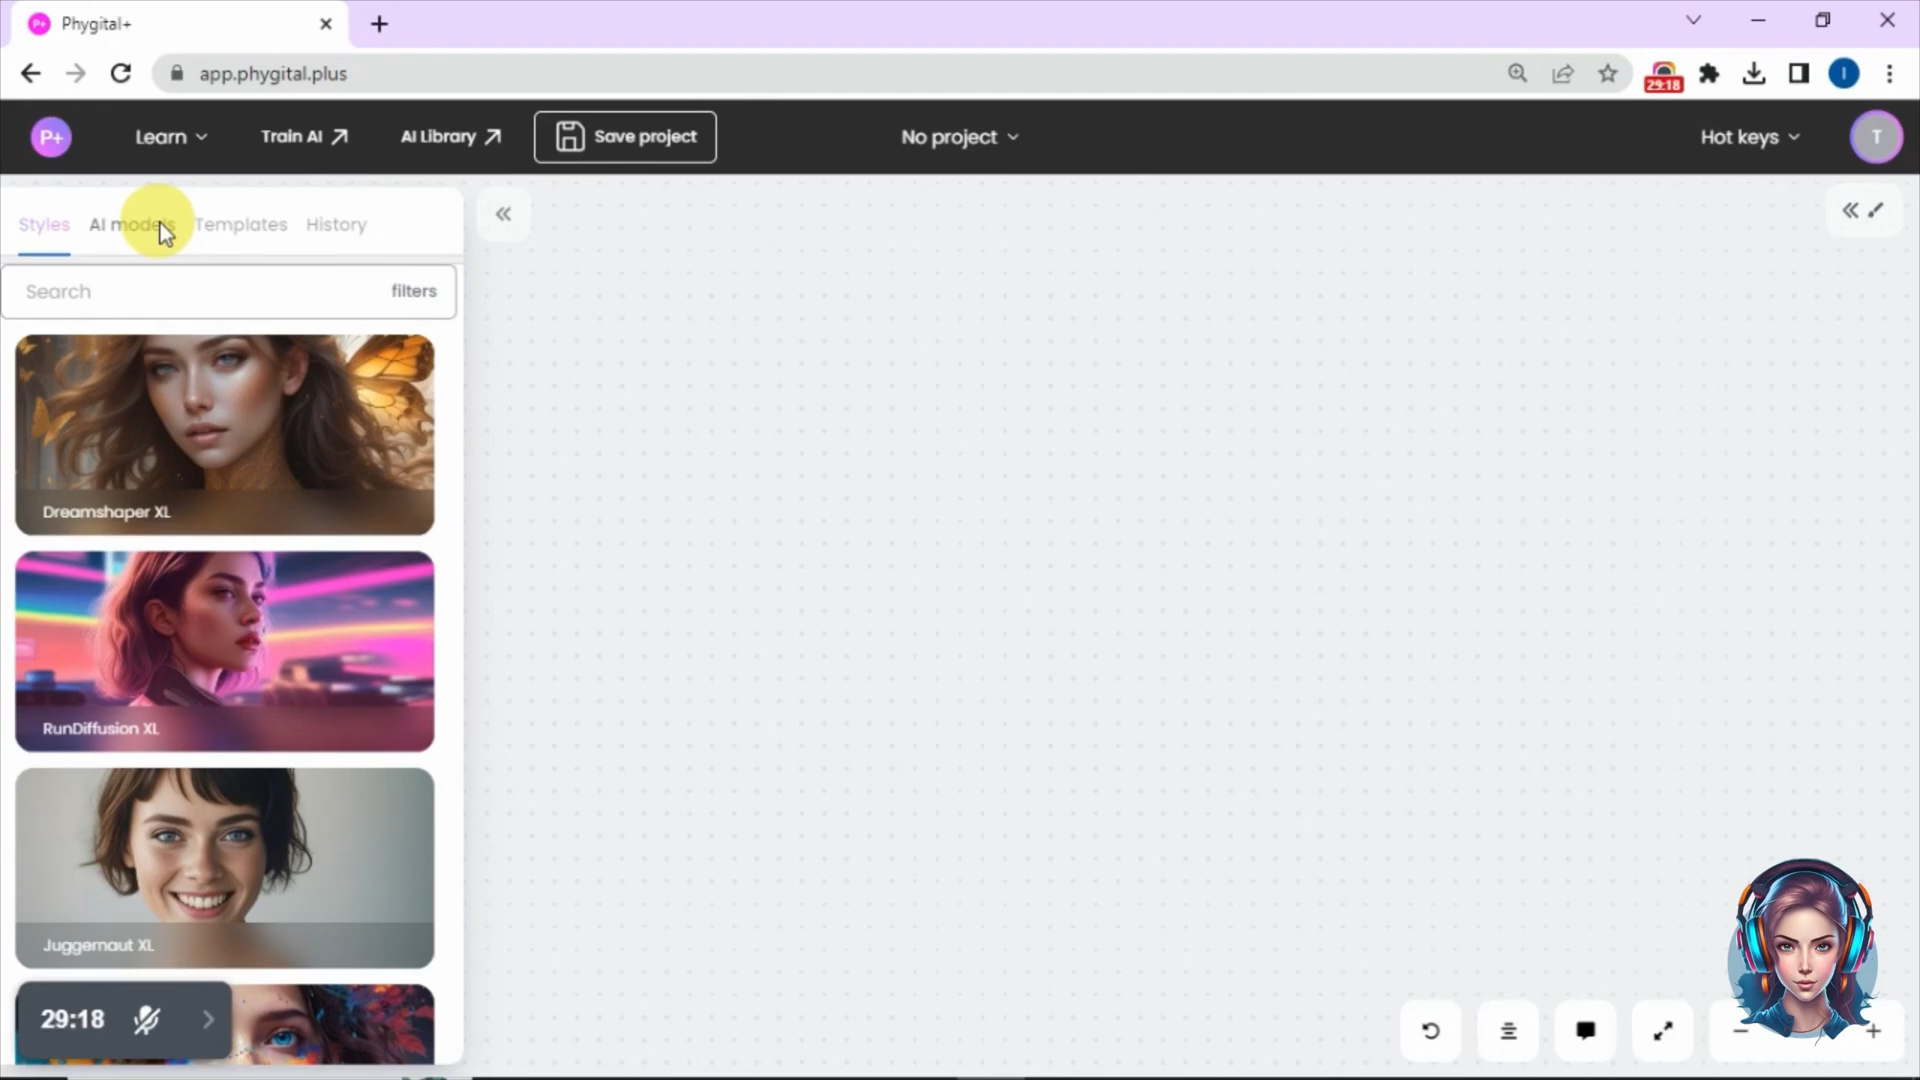 P+ Phygital+
app.phygital.plus
29:18
I
P+ Learn Train AI AI Library Save project No project Hot keys T
Styles AI models Templates History
Search filters
Dreamshaper XL
RunDiffusion XL
Juggernaut XL
29:18